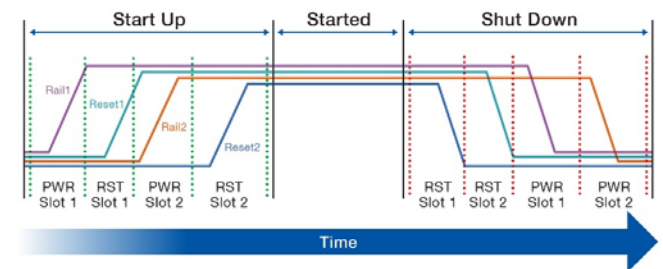 Start Up
Started
Shut Down
Rail1
Reset1
Rail2
Reset2
PWR RST PWR RST RST RST PWR PWR
Slot 1 Slot 1 Slot 2 Slot 2 Slot 1 Slot 2 Slot 1 Slot 2
Time